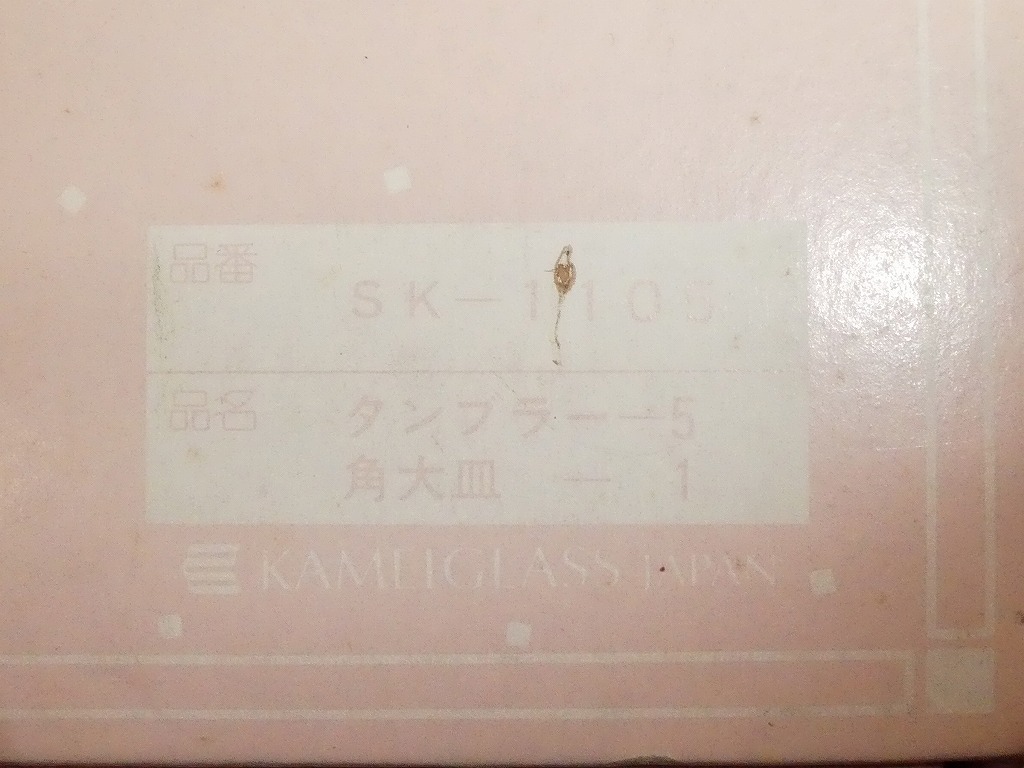 品番
SK-1105
品名
タンブラー-5
角大皿 - 1
KAMEIGLASS JAPAN